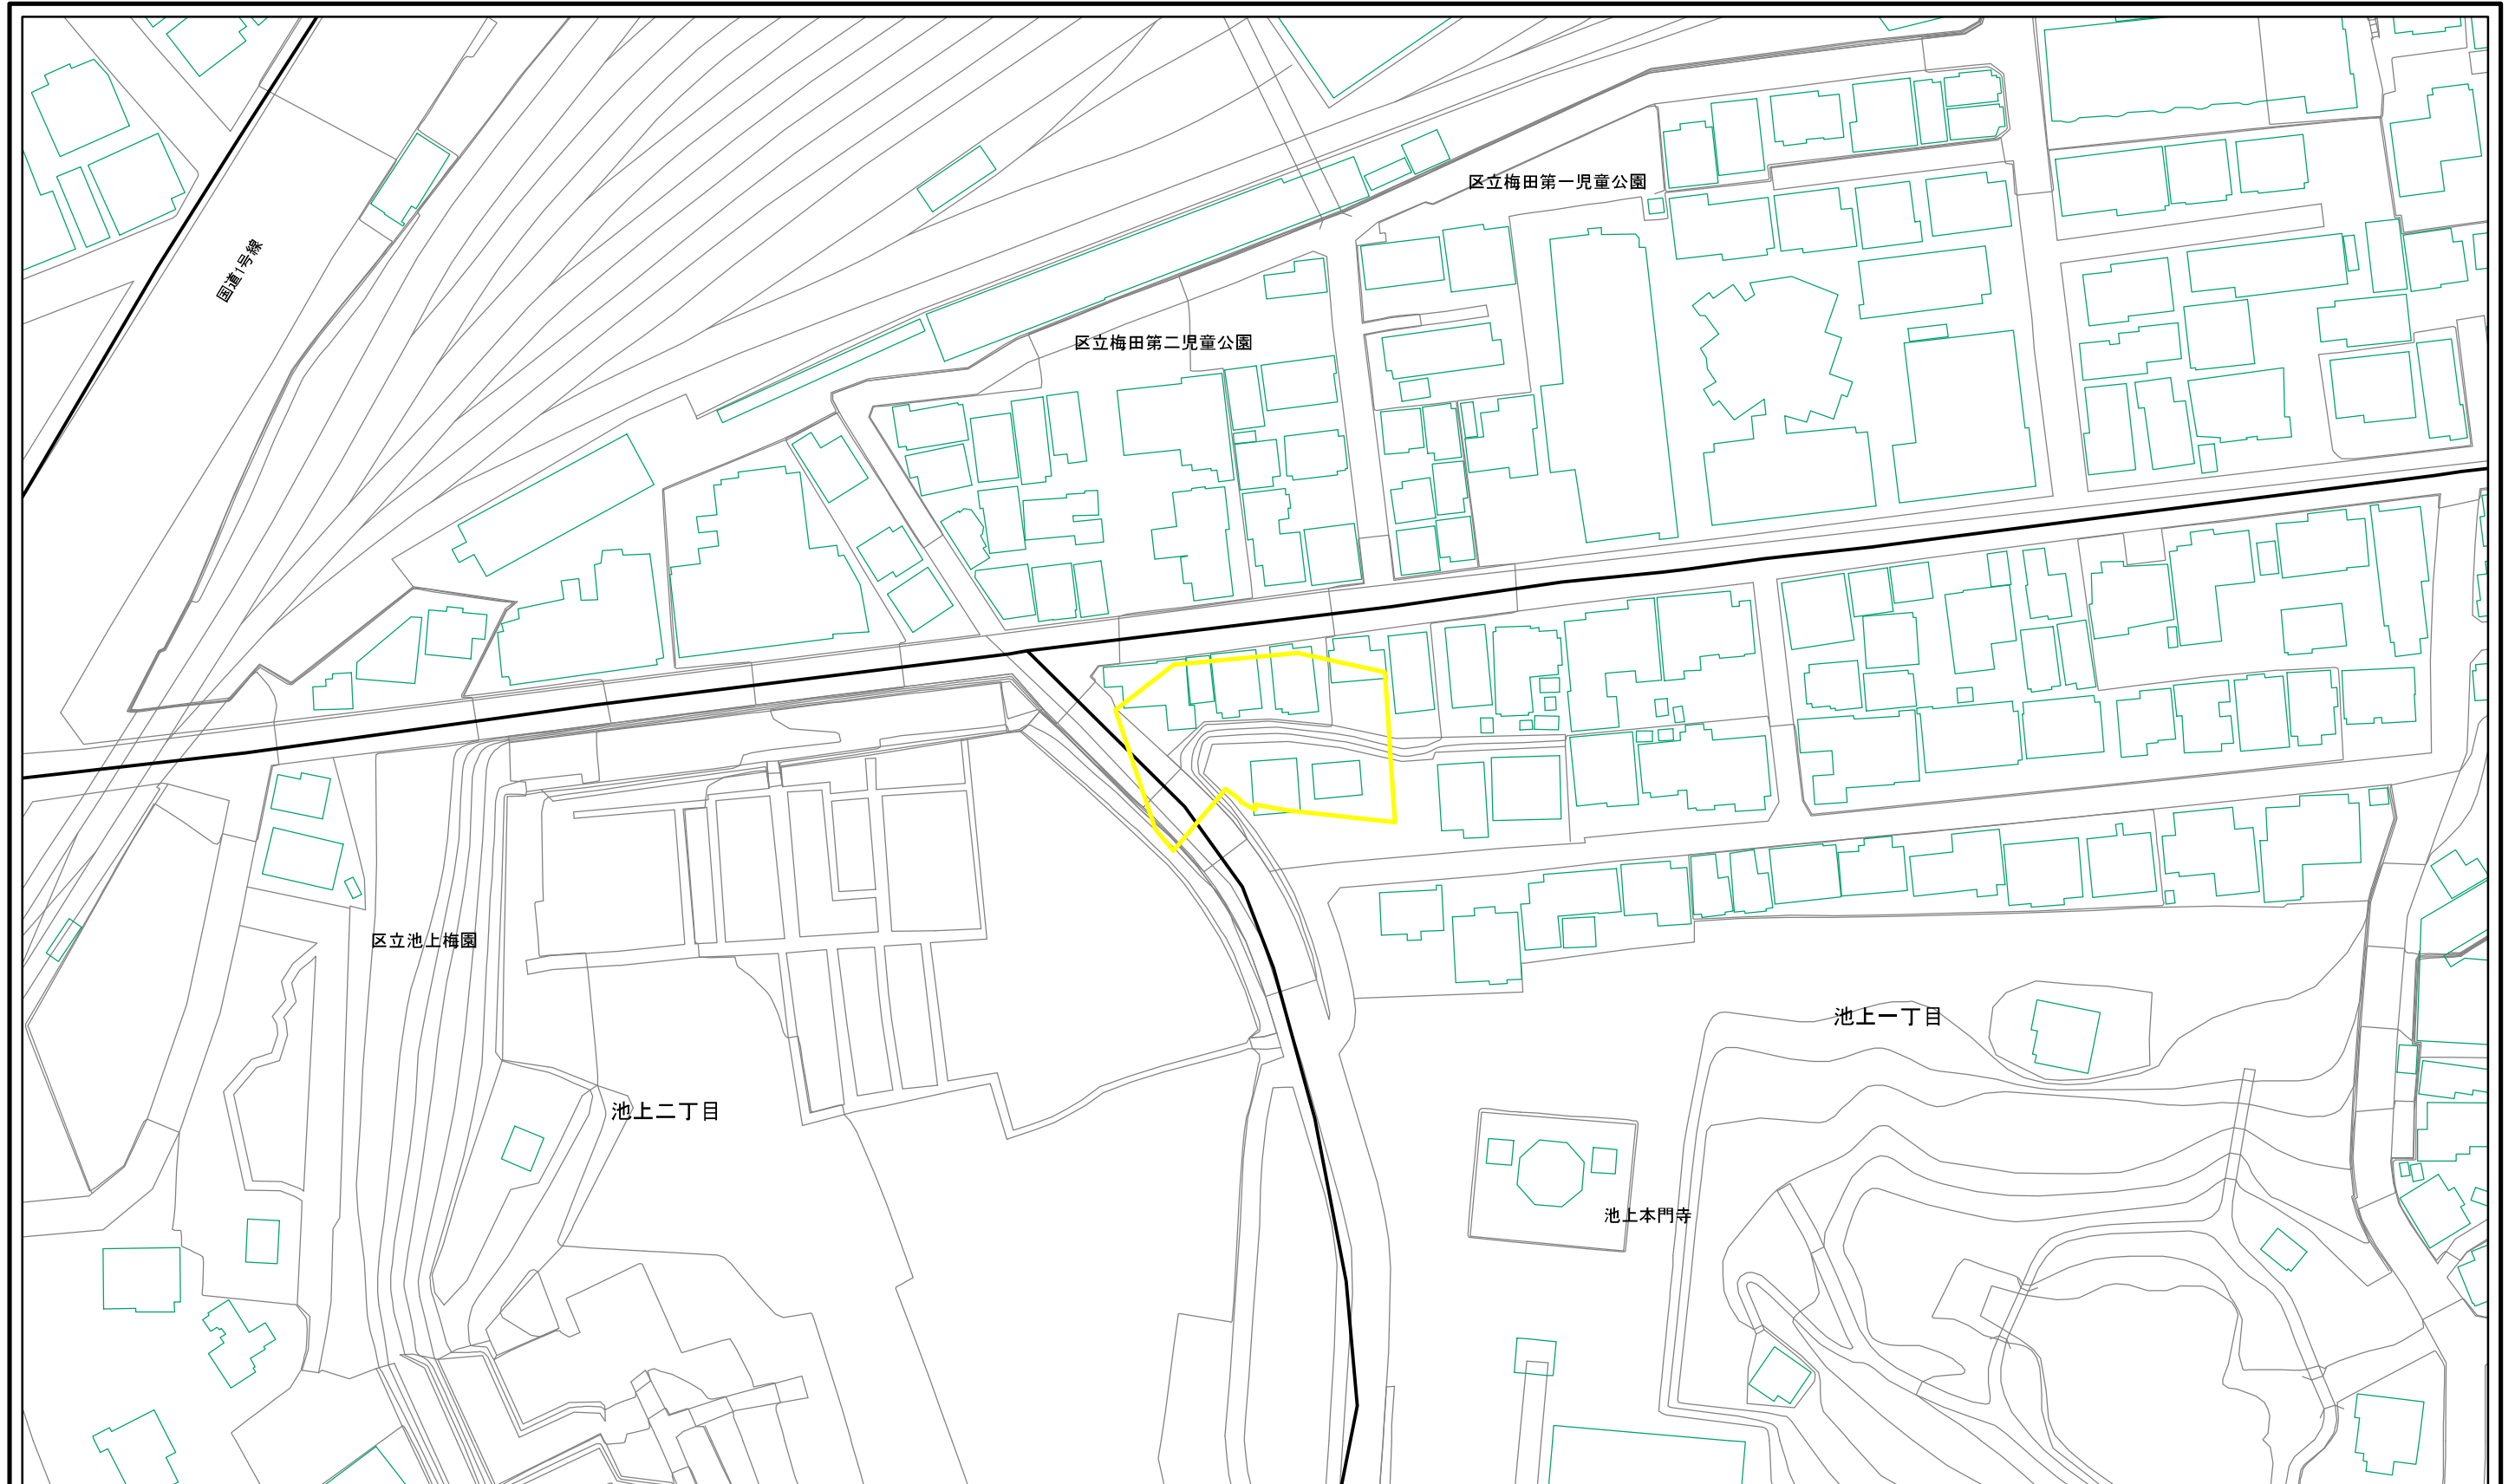 区立梅田第一児童公園
国道1号線
区立梅田第二児童公園
区立池上梅園
池上一丁目
池上二丁目
池上本門寺